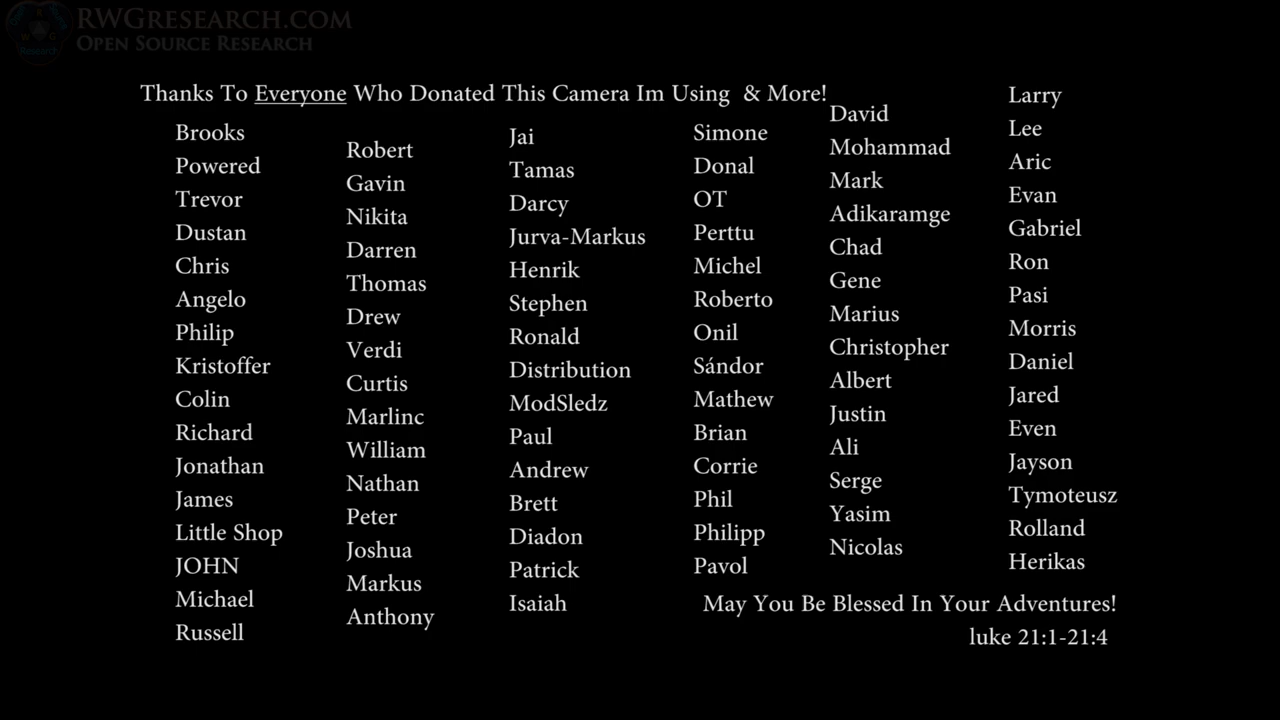 RWGRESEARCH.COM
OPEN SOURCE RESEARCH
Thanks To Everyone Who Donated This Camera Im Using & More!
Brooks
Powered
Trevor
Dustan
Chris
Angelo
Philip
Kristoffer
Colin
Richard
Jonathan
James
Little Shop
JOHN
Michael
Russell
Robert
Gavin
Nikita
Darren
Thomas
Drew
Verdi
Curtis
Marlinc
William
Nathan
Peter
Joshua
Markus
Anthony
Jai
Tamas
Darcy
Jurva-Markus
Henrik
Stephen
Ronald
Distribution
ModSledz
Paul
Andrew
Brett
Diadon
Patrick
Isaiah
Simone
Donal
OT
Perttu
Michel
Roberto
Onil
Sándor
Mathew
Brian
Corrie
Phil
Philipp
Pavol
David
Mohammad
Mark
Adikaramge
Chad
Gene
Marius
Christopher
Albert
Justin
Ali
Serge
Yasim
Nicolas
Larry
Lee
Aric
Evan
Gabriel
Ron
Pasi
Morris
Daniel
Jared
Even
Jayson
Tymoteusz
Rolland
Herikas
May You Be Blessed In Your Adventures!
luke 21:1-21:4